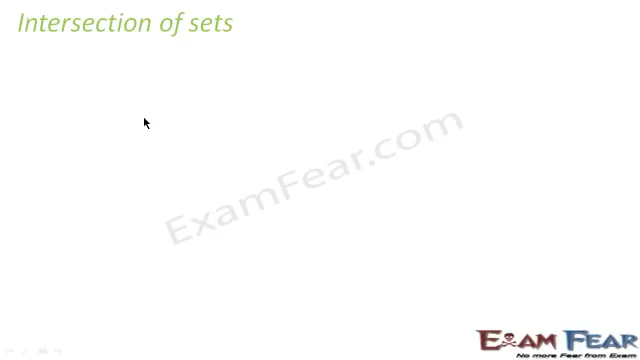 Intersection of sets
ExamFear.com
EXAM FEAR
No more Fear from Exam